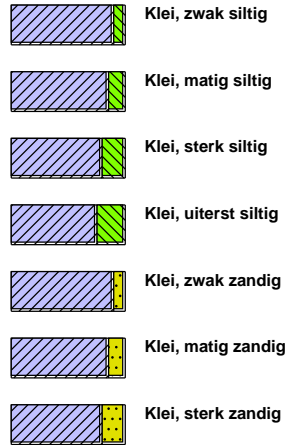 Klei, zwak siltig
Klei, matig siltig
Klei, sterk siltig
Klei, uiterst siltig
Klei, zwak zandig
Klei, matig zandig
Klei, sterk zandig